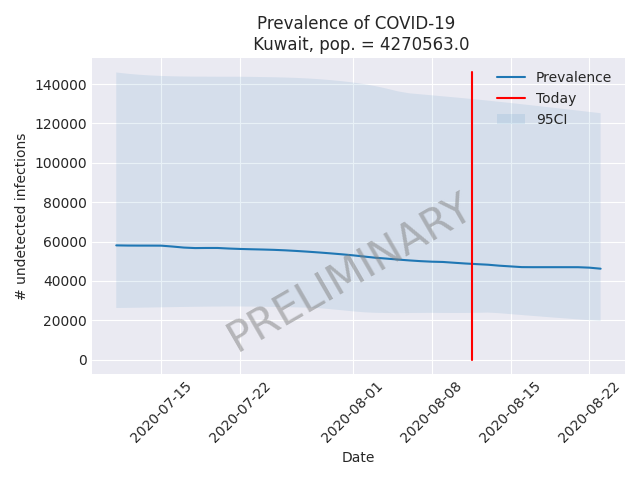 Prevalence of COVID-19
Kuwait, pop. = 4270563.0
140000
120000
100000
80000
60000
40000
20000
0
# undetected infections
Prevalence
Today
95CI
PRELIMINARY
2020-07-15
2020-07-22
2020-08-01
2020-08-08
2020-08-15
2020-08-22
Date